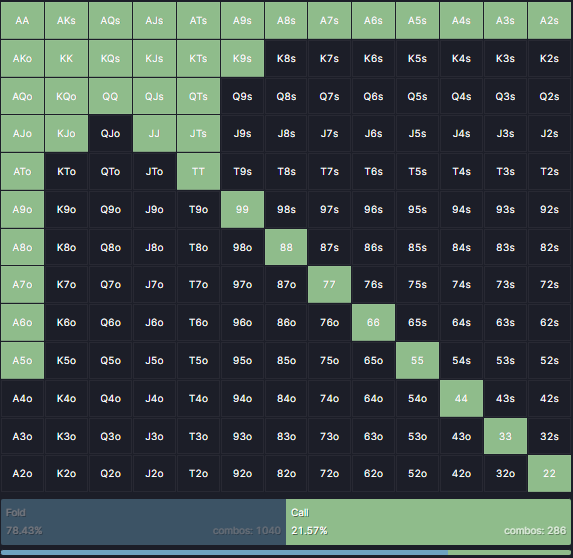 AA AKs AQs AJs ATs A9s A8s A7s A6s A5s A4s A3s A2s
AKo KK KQs KJs KTs K9s K8s K7s K6s K5s K4s K3s K2s
AQo KQo QQ QJs QTs Q9s Q8s Q7s Q6s Q5s Q4s Q3s Q2s
AJo KJo QJo JJ JTs J9s J8s J7s J6s J5s J4s J3s J2s
ATo KTo QTo JTo TT T9s T8s T7s T6s T5s T4s T3s T2s
A9o K9o Q9o J9o T9o 99 98s 97s 96s 95s 94s 93s 92s
A8o K8o Q8o J8o T8o 98o 88 87s 86s 85s 84s 83s 82s
A7o K7o Q7o J7o T7o 97o 87o 77 76s 75s 74s 73s 72s
A6o K6o Q6o J6o T6o 96o 86o 76o 66 65s 64s 63s 62s
A5o K5o Q5o J5o T5o 95o 85o 75o 65o 55 54s 53s 52s
A4o K4o Q4o J4o T4o 94o 84o 74o 64o 54o 44 43s 42s
A3o K3o Q3o J3o T3o 93o 83o 73o 63o 53o 43o 33 32s
A2o K2o Q2o J2o T2o 92o 82o 72o 62o 52o 42o 32o 22
Fold Call
78.43% combos: 1040 21.57% combos: 286